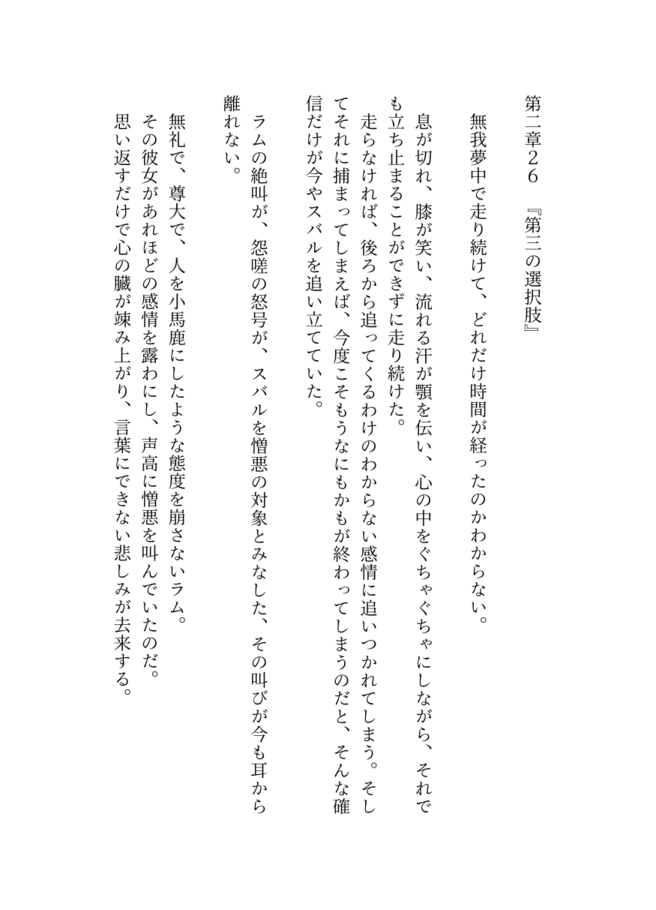 第二章２６　『第三の選択肢』
無我夢中で走り続けて、どれだけ時間が経ったのかわからない。
息が切れ、膝が笑い、流れる汗が顎を伝い、心の中をぐちゃぐちゃにしながら、それで
も立ち止まることができずに走り続けた。
走らなければ、後ろから追ってくるわけのわからない感情に追いつかれてしまう。そし
てそれに捕まってしまえば、今度こそもうなにもかもが終わってしまうのだと、そんな確
信だけが今やスバルを追い立てていた。
ラムの絶叫が、怨嗟の怒号が、スバルを憎悪の対象とみなした、その叫びが今も耳から
離れない。
無礼で、尊大で、人を小馬鹿にしたような態度を崩さないラム。
その彼女があれほどの感情を露わにし、声高に憎悪を叫んでいたのだ。
思い返すだけで心の臓が竦み上がり、言葉にできない悲しみが去来する。